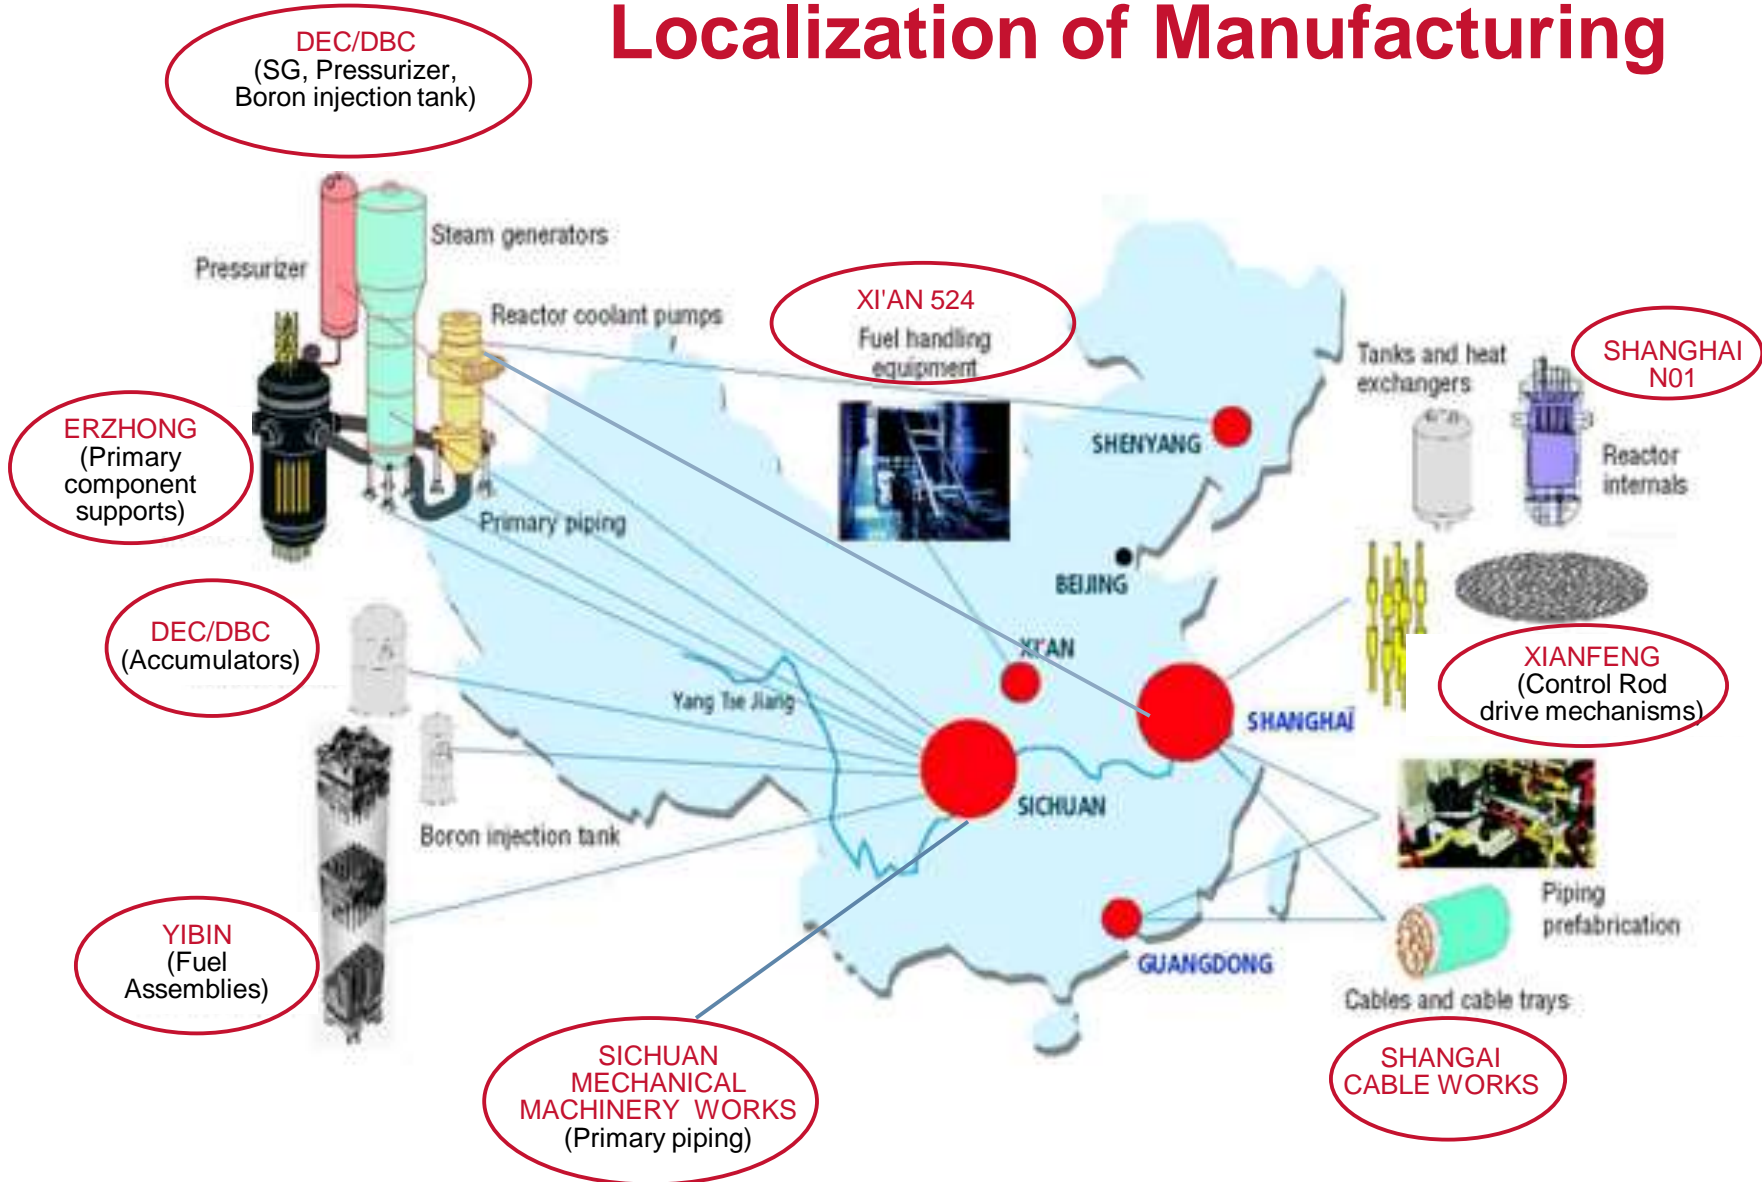 Localization of Manufacturing
DEC/DBC
(SG, Pressurizer,
Boron injection tank)
Steam generators
Pressurizer
Reactor coolant pumps
XI'AN 524
Fuel handling
equipment
Tanks and heat
exchangers
SHANGHAI
N01
ERZHONG
(Primary
component
supports)
SHENYANG
Reactor
internals
Primary piping
BEIJING
DEC/DBC
(Accumulators)
XI'AN
XIANFENG
(Control Rod
drive mechanisms)
Yang Tse Jiang
SHANGHAÏ
SICHUAN
Boron injection tank
Piping
prefabrication
YIBIN
(Fuel
Assemblies)
GUANGDONG
Cables and cable trays
SICHUAN
MECHANICAL
MACHINERY WORKS
(Primary piping)
SHANGAI
CABLE WORKS